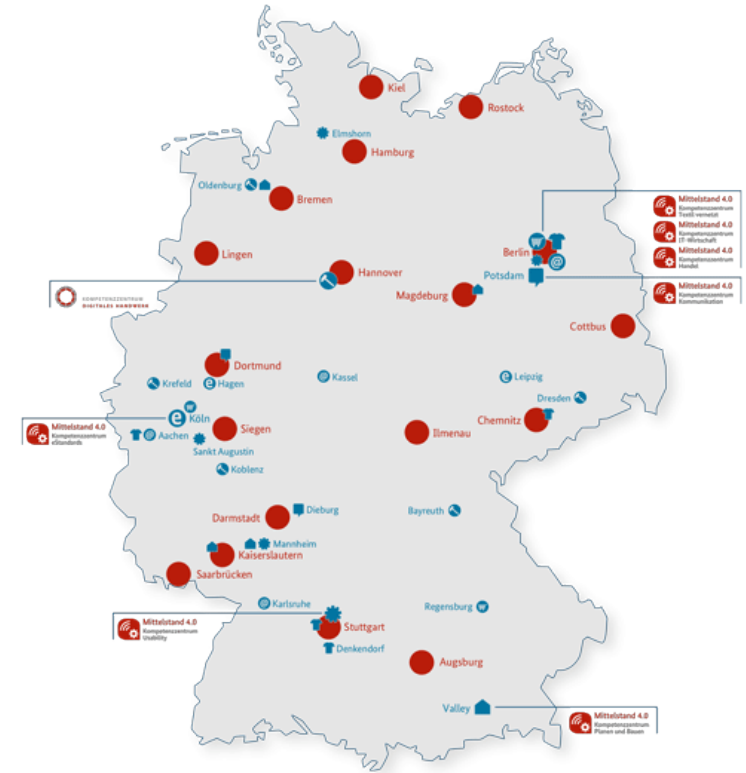 Kiel
Rostock
Elmshorn
Hamburg
Oldenburg
Bremen
Mittelstand 4.0
Kompetenzzentrum
Textil vernetzt
Mittelstand 4.0
Kompetenzzentrum
IT-Wirtschaft
Mittelstand 4.0
Kompetenzzentrum
Handel
W
Berlin
@
Lingen
Hannover
Potsdam
Mittelstand 4.0
Kompetenzzentrum
Kommunikation
KOMPETENZZENTRUM
DIGITALES HANDWERK
Magdeburg
Cottbus
Dortmund
Krefeld
e Hagen
@ Kassel
e Leipzig
Dresden
W
e Köln
Mittelstand 4.0
Kompetenzzentrum
eStandards
Siegen
Chemnitz
@ Aachen
Ilmenau
Sankt Augustin
Koblenz
Darmstadt
Dieburg
Bayreuth
Mannheim
Kaiserslautern
Saarbrücken
@ Karlsruhe
Regensburg W
Mittelstand 4.0
Kompetenzzentrum
Usability
Stuttgart
Denkendorf
Augsburg
Valley
Mittelstand 4.0
Kompetenzzentrum
Planen und Bauen